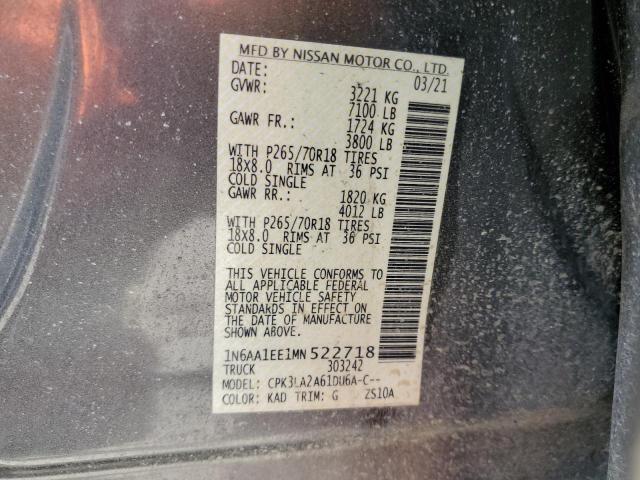 MFD BY NISSAN MOTOR CO., LTD.
DATE: 03/21
GVWR: 3221 KG
7100 LB
GAWR FR.: 1724 KG
3800 LB
WITH P265/70R18 TIRES
18X8.0 RIMS AT 36 PSI
COLD SINGLE
GAWR RR.: 1820 KG
4012 LB
WITH P265/70R18 TIRES
18X8.0 RIMS AT 36 PSI
COLD SINGLE
THIS VEHICLE CONFORMS TO
ALL APPLICABLE FEDERAL
MOTOR VEHICLE SAFETY
STANDARDS IN EFFECT ON
THE DATE OF MANUFACTURE
SHOWN ABOVE.
1N6AA1EE1MN522718
TRUCK 303242
MODEL: CPK3LA2A61DU6A-C--
COLOR: KAD TRIM: G ZS10A